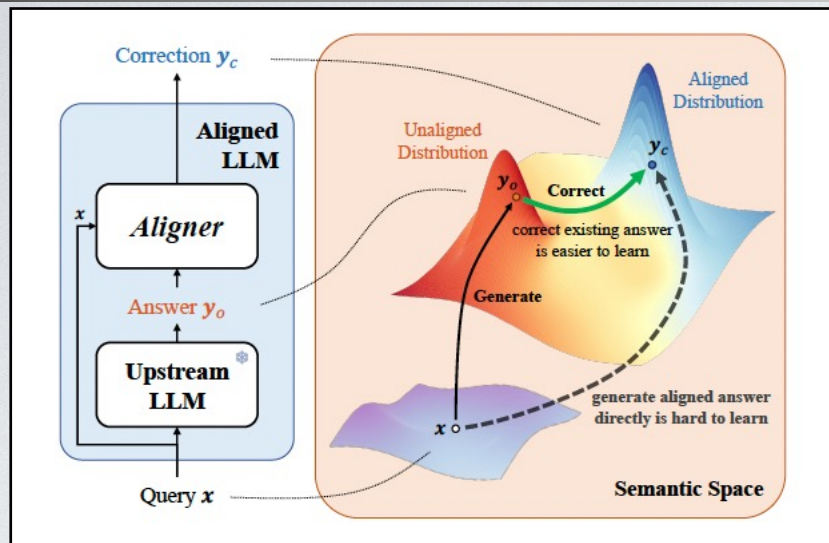 Correction y_c
Aligned
LLM
x
Aligner
Answer y_o
Upstream
LLM
Query x
Aligned
Distribution
Unaligned
Distribution
y_c
y_o
Correct
correct existing answer
is easier to learn
Generate
generate aligned answer
directly is hard to learn
x
Semantic Space